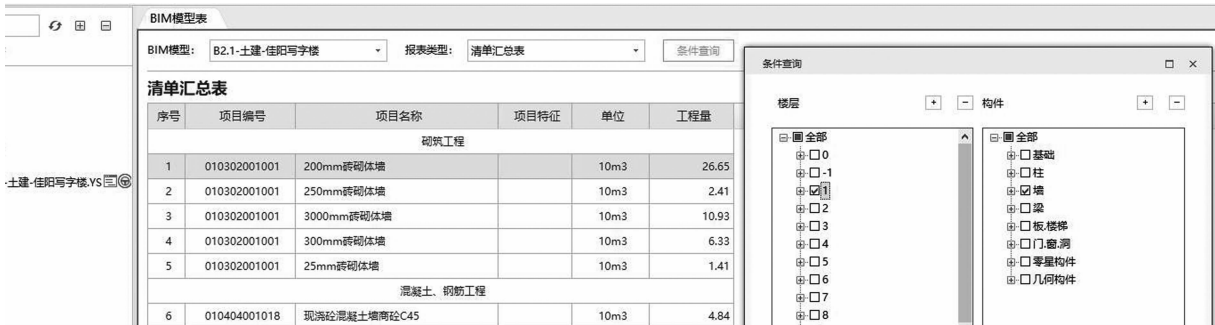 BIM模型表
BIM模型: B2.1-土建-佳阳写字楼 报表类型: 清单汇总表 条件查询
清单汇总表
序号 项目编号 项目名称 项目特征 单位 工程量
砌筑工程
1 010302001001 200mm砖砌体墙 10m3 26.65
2 010302001001 250mm砖砌体墙 10m3 2.41
3 010302001001 3000mm砖砌体墙 10m3 10.93
4 010302001001 300mm砖砌体墙 10m3 6.33
5 010302001001 25mm砖砌体墙 10m3 1.41
混凝土、钢筋工程
6 010404001018 现浇砼混凝土墙商砼C45 10m3 4.84
-土建-佳阳写字楼.YS
条件查询
楼层
全部
0
-1
1
2
3
4
5
6
7
8
构件
全部
基础
柱
墙
梁
板.楼梯
门.窗.洞
零星构件
几何构件